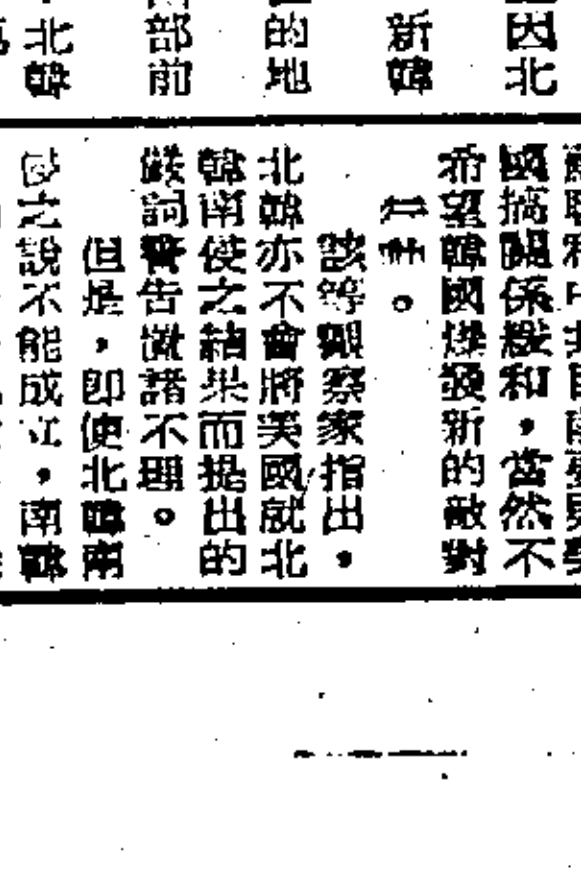 因北
新韓
的地
部前
北韓
國搞關係緩和，當然不
希望韓國爆發新的敵對
。
該等觀察家指出，
北韓亦不會將美國就北
韓南侵之結果而提出的
嚴詞警告置諸不理。
但是，即使北韓南
侵之說不能成立，南韓